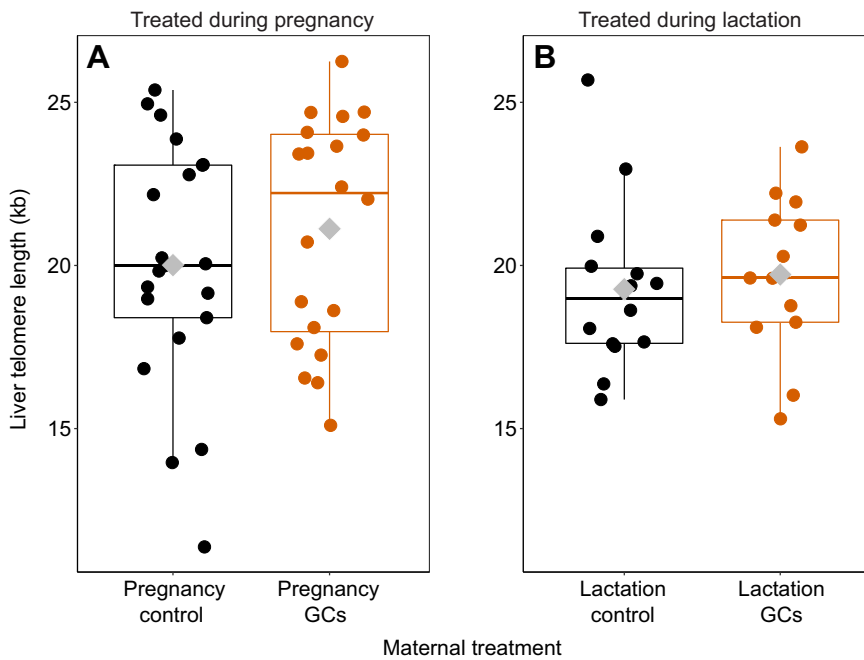 Treated during pregnancy
Treated during lactation
A
B
Liver telomere length (kb)
25
20
15
25
20
15
Pregnancy
control
Pregnancy
GCs
Lactation
control
Lactation
GCs
Maternal treatment